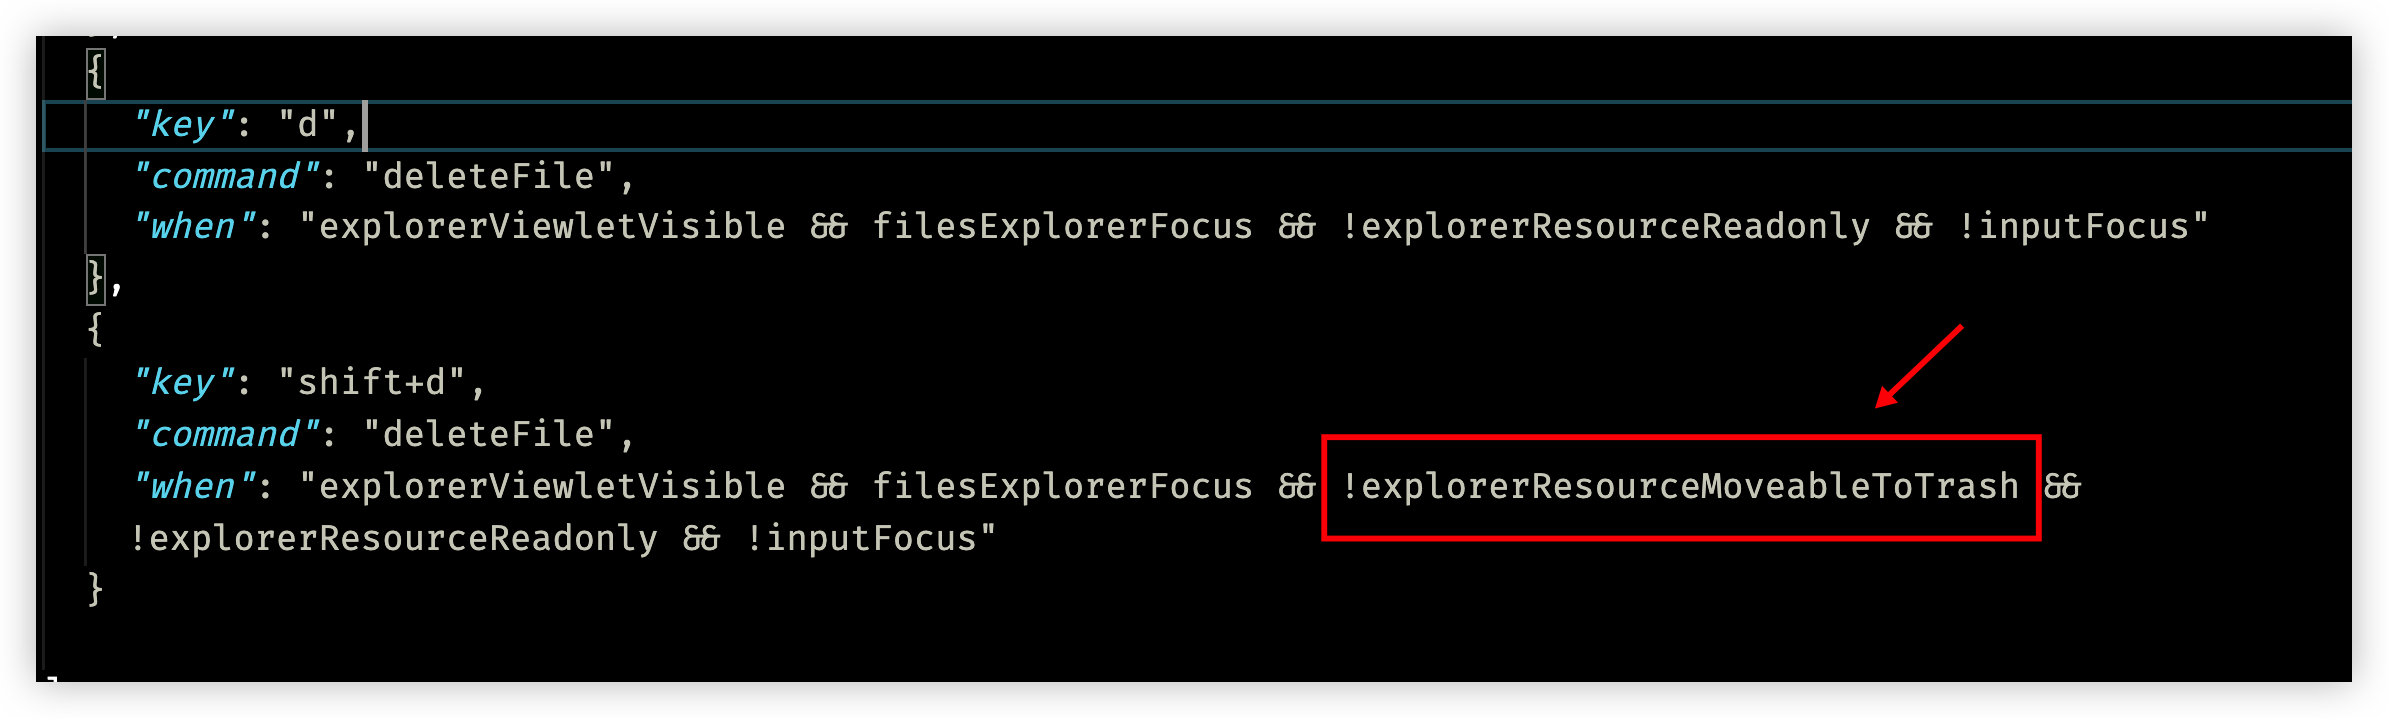 {
"key": "d",
"command": "deleteFile",
"when": "explorerViewletVisible && filesExplorerFocus && !explorerResourceReadonly && !inputFocus"
},
{
"key": "shift+d",
"command": "deleteFile",
"when": "explorerViewletVisible && filesExplorerFocus && !explorerResourceMoveableToTrash &&
!explorerResourceReadonly && !inputFocus"
}